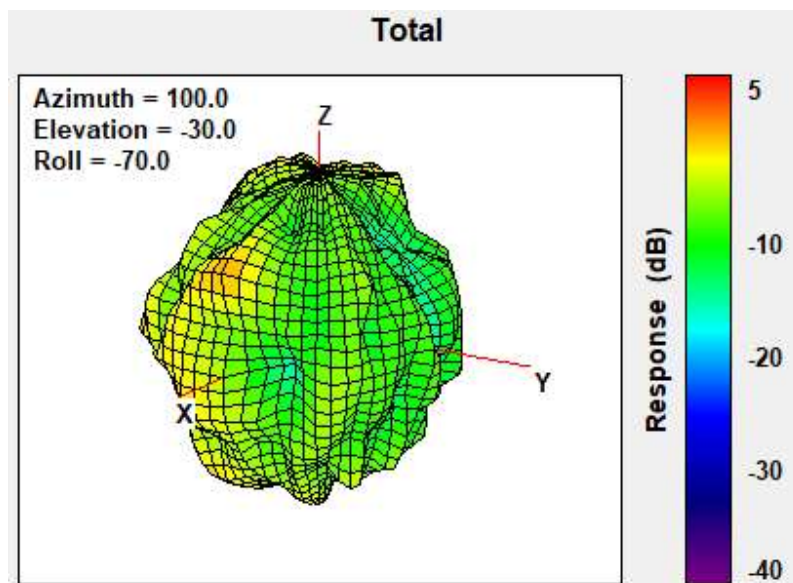 Total
Azimuth = 100.0
Elevation = -30.0
Roll = -70.0
Z
X
Y
Response (dB)
5
-10
-20
-30
-40